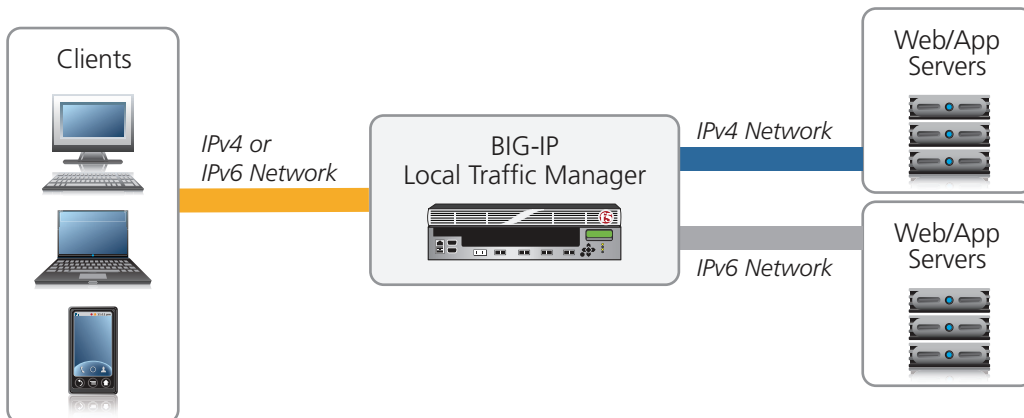 Clients
IPv4 or
IPv6 Network
BIG-IP
Local Traffic Manager
f5
IPv4 Network
Web/App
Servers
IPv6 Network
Web/App
Servers